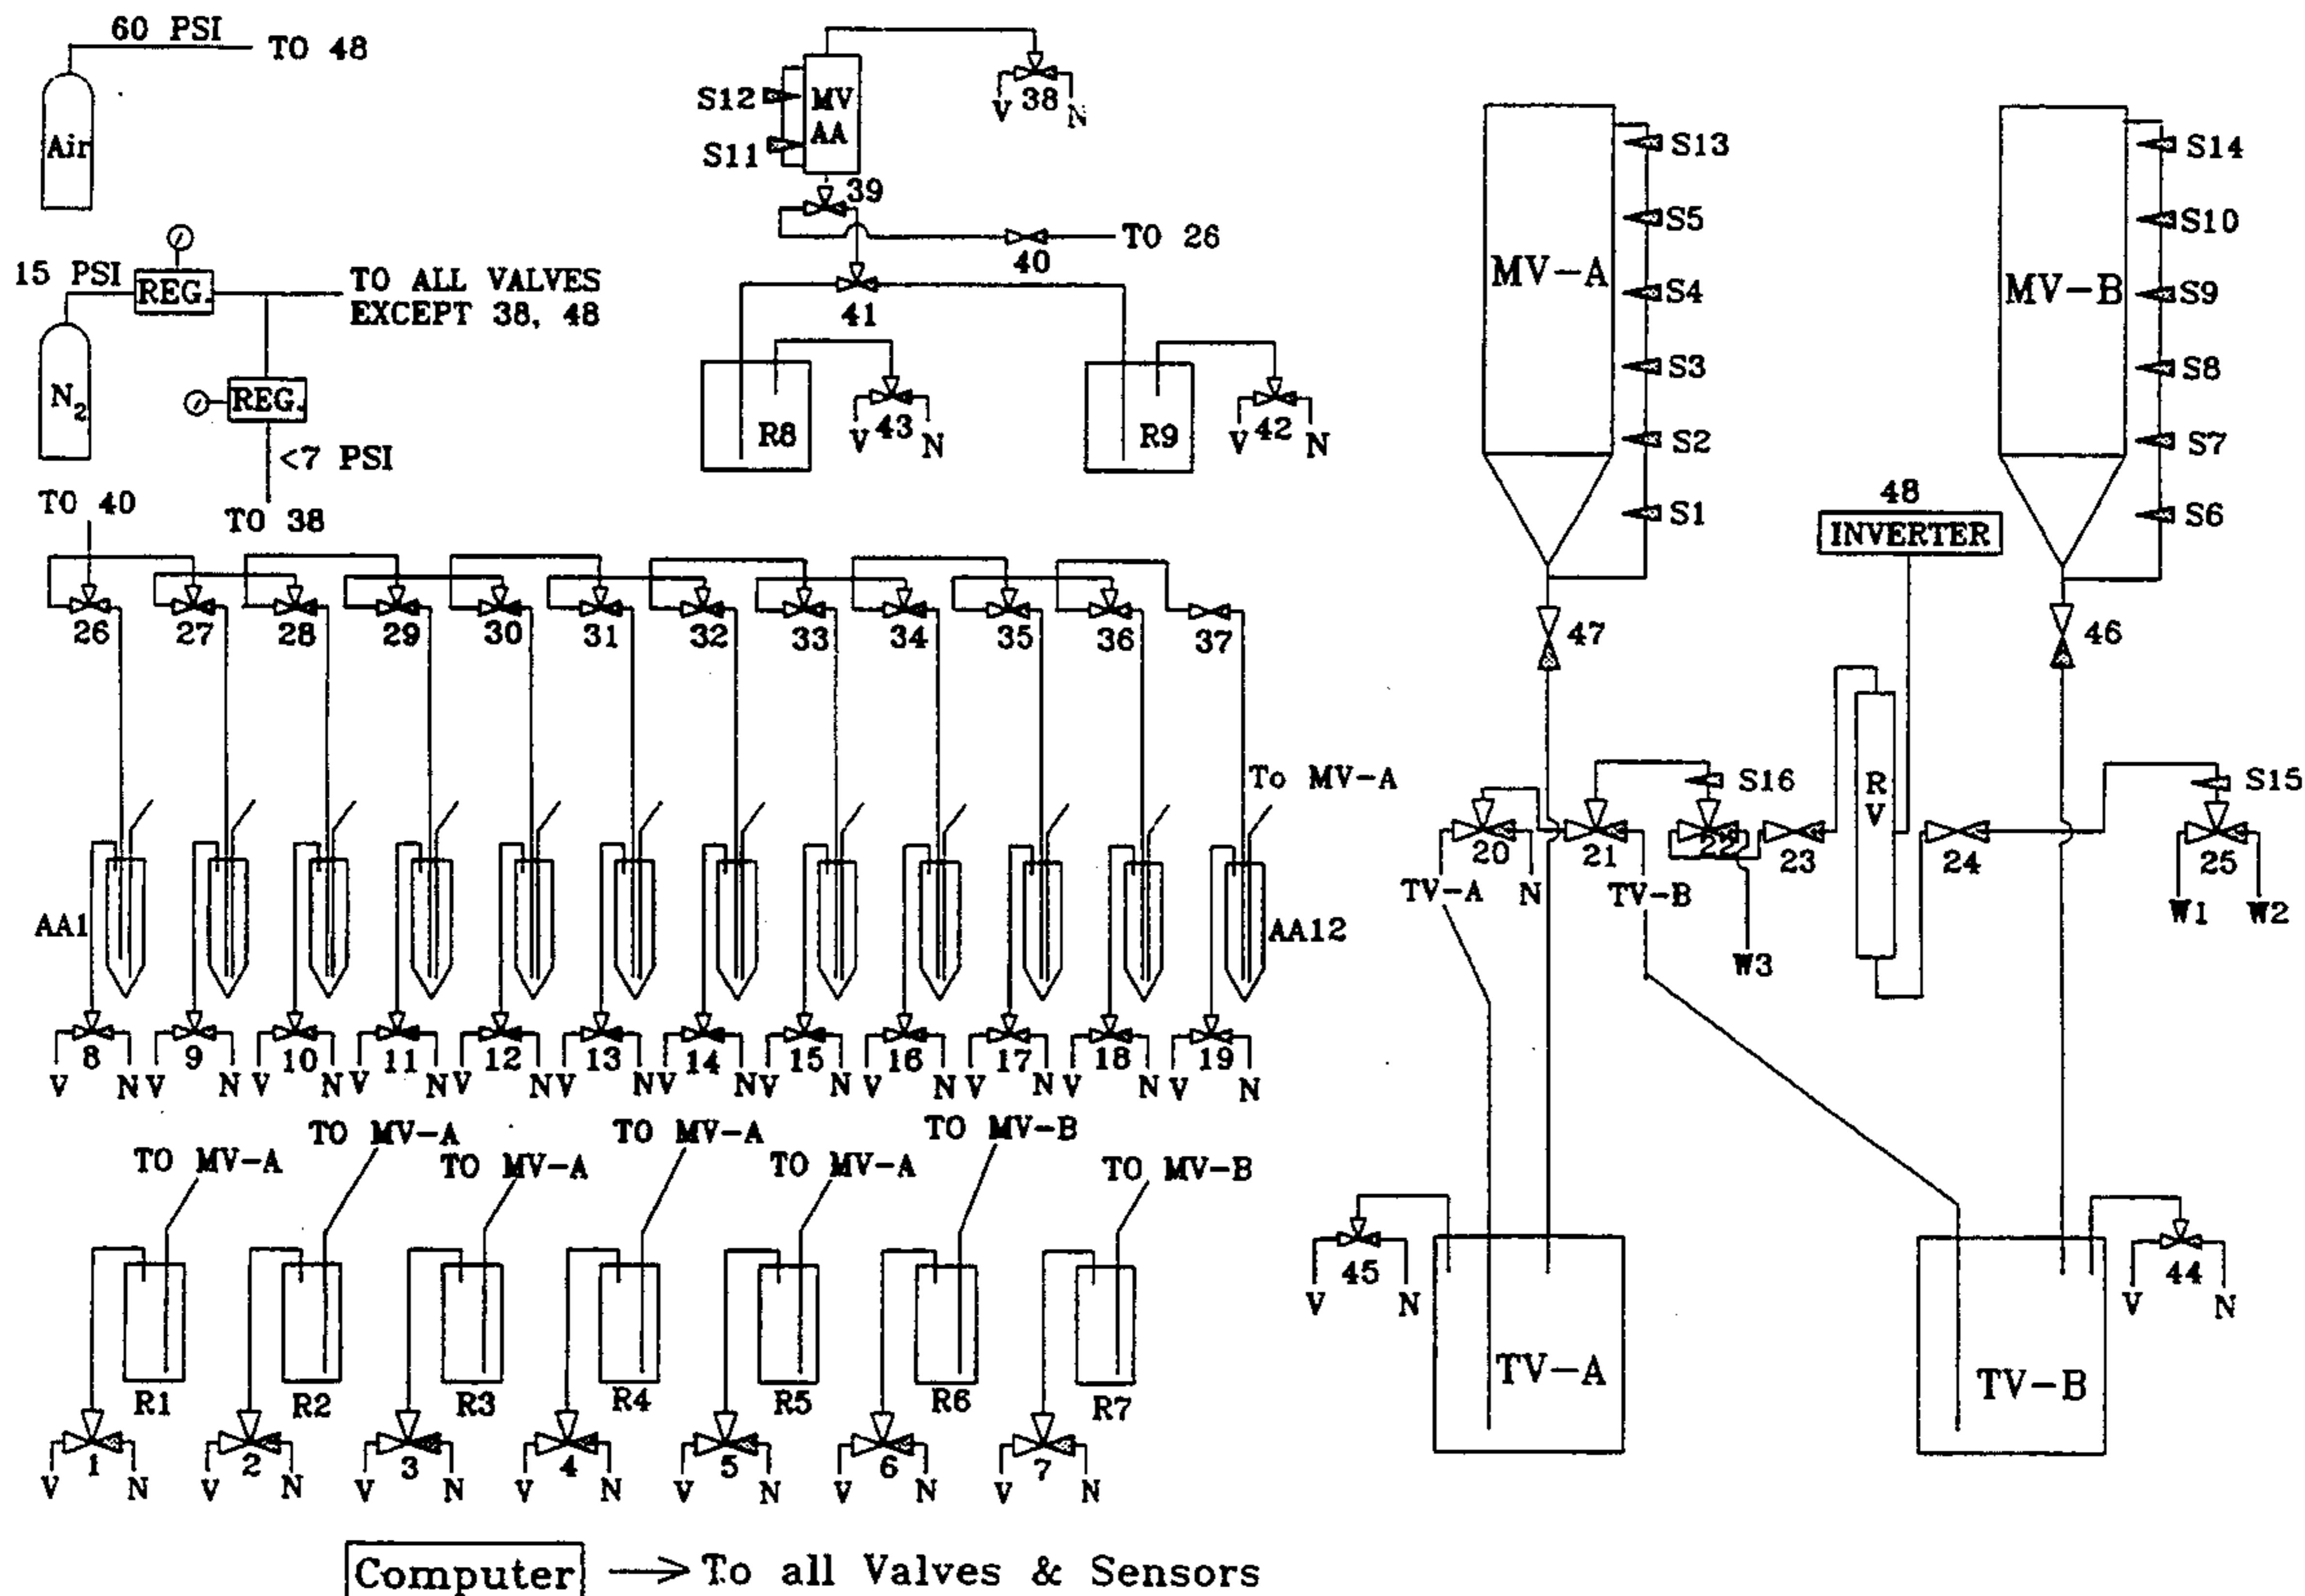 60 PSI
TO 48
Air
15 PSI
REG.
TO ALL VALVES
EXCEPT 38, 48
N2
REG.
<7 PSI
TO 38
S12
S11
MV
AA
V 38 N
39
40
TO 26
41
R8
V 43 N
R9
V 42 N
MV-A
S13
S5
S4
S3
S2
S1
47
MV-B
S14
S10
S9
S8
S7
S6
46
48
INVERTER
TO 40
26 27 28 29 30 31 32 33 34 35 36 37
To MV-A
AA1
AA12
8 9 10 11 12 13 14 15 16 17 18 19
V N V N V N V N V N V N V N V N V N V N V N V N
S16
R
V
S15
20 21 22 23 24 25
TV-A N TV-B W3 W1 W2
TO MV-A TO MV-A TO MV-A TO MV-A TO MV-A TO MV-B TO MV-B
R1 R2 R3 R4 R5 R6 R7
1 2 3 4 5 6 7
V N V N V N V N V N V N V N
45
V N
TV-A
44
V N
TV-B
Computer
To all Valves & Sensors